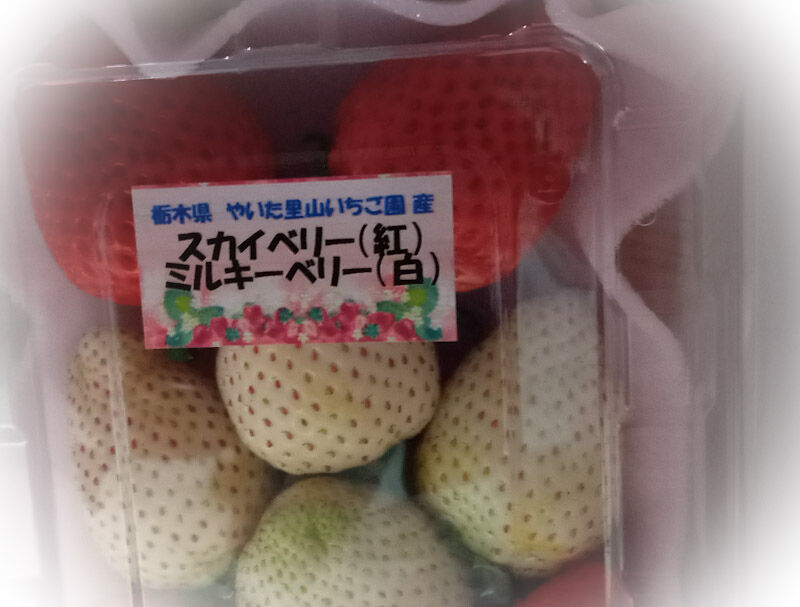 栃木県 やいた里山いちご園 産
スカイベリー(紅)
ミルキーベリー(白)